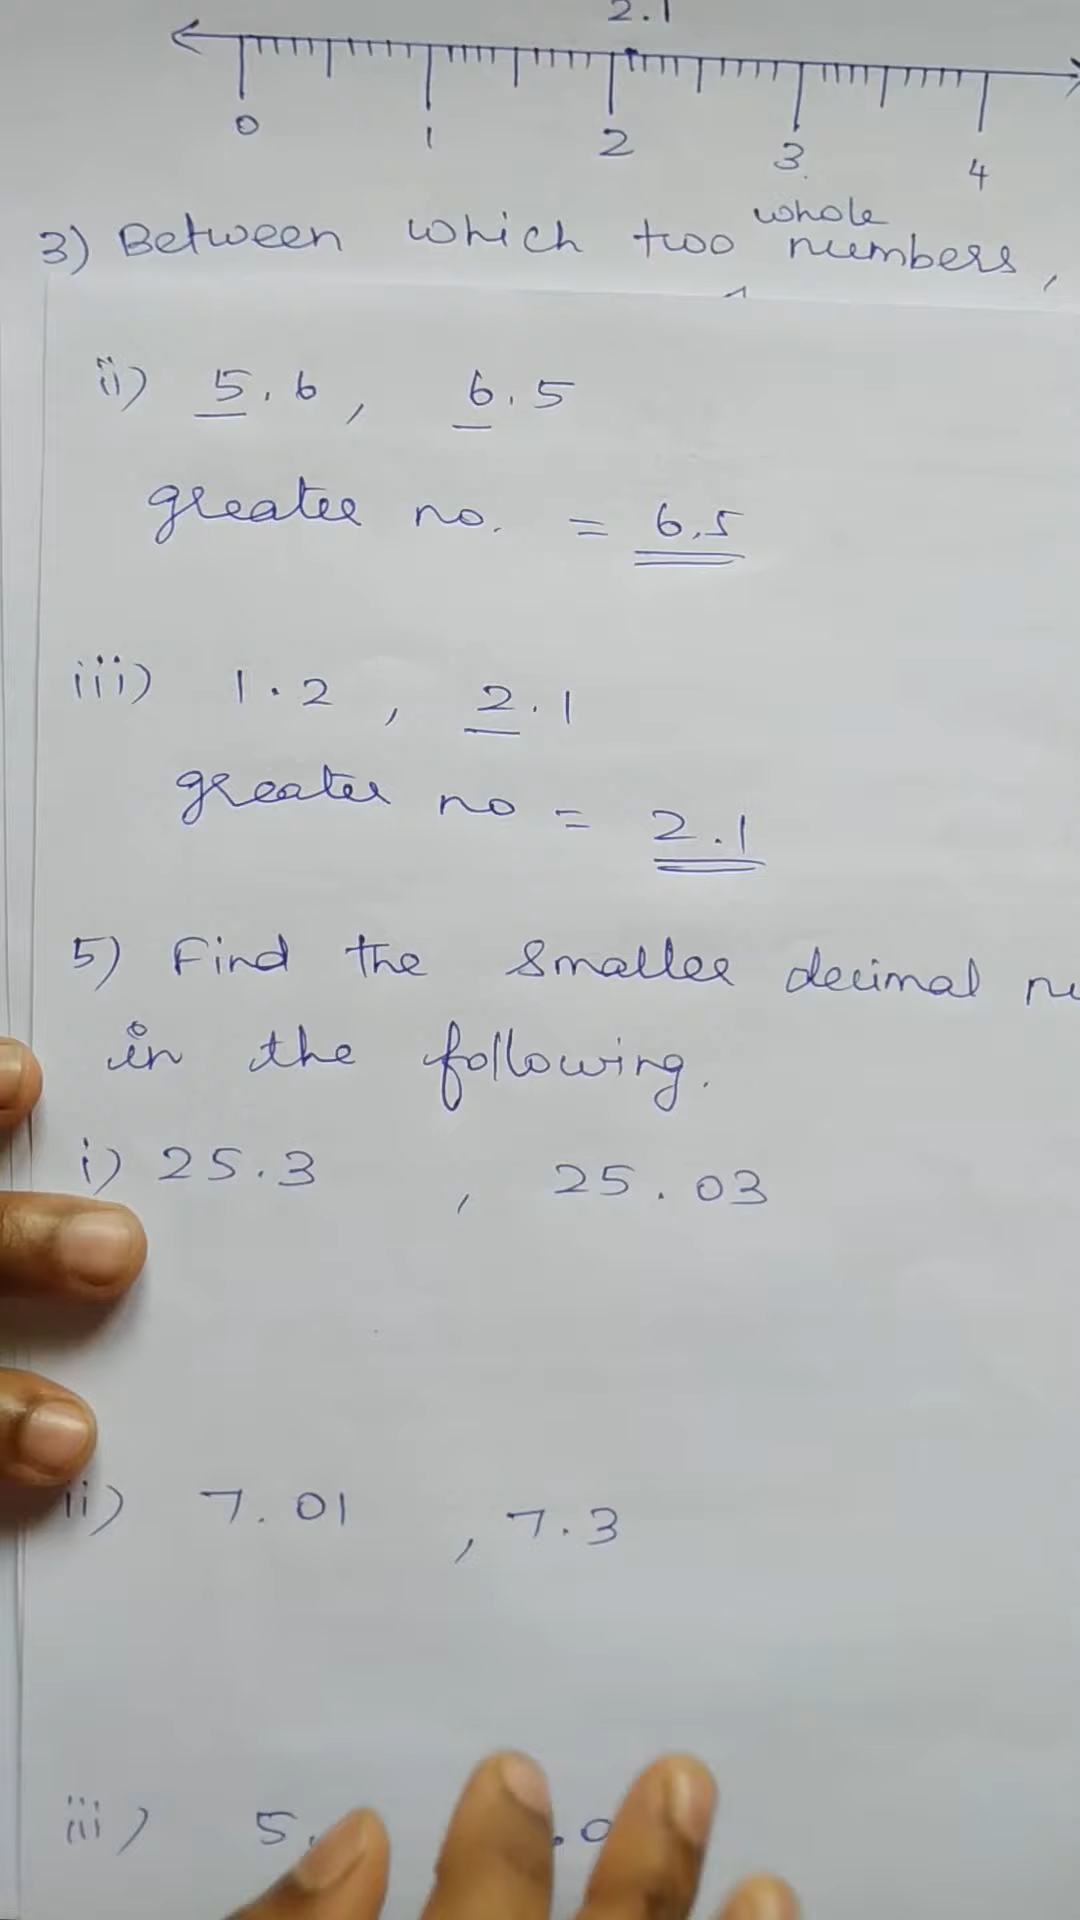 2.1
0 1 2 3 4
3) Between which two whole numbers,
ii) 5.6, 6.5
greater no. = 6.5
iii) 1.2, 2.1
greater no = 2.1
5) Find the smaller decimal
in the following.
i) 25.3, 25.03
ii) 7.01, 7.3
iii) 5.